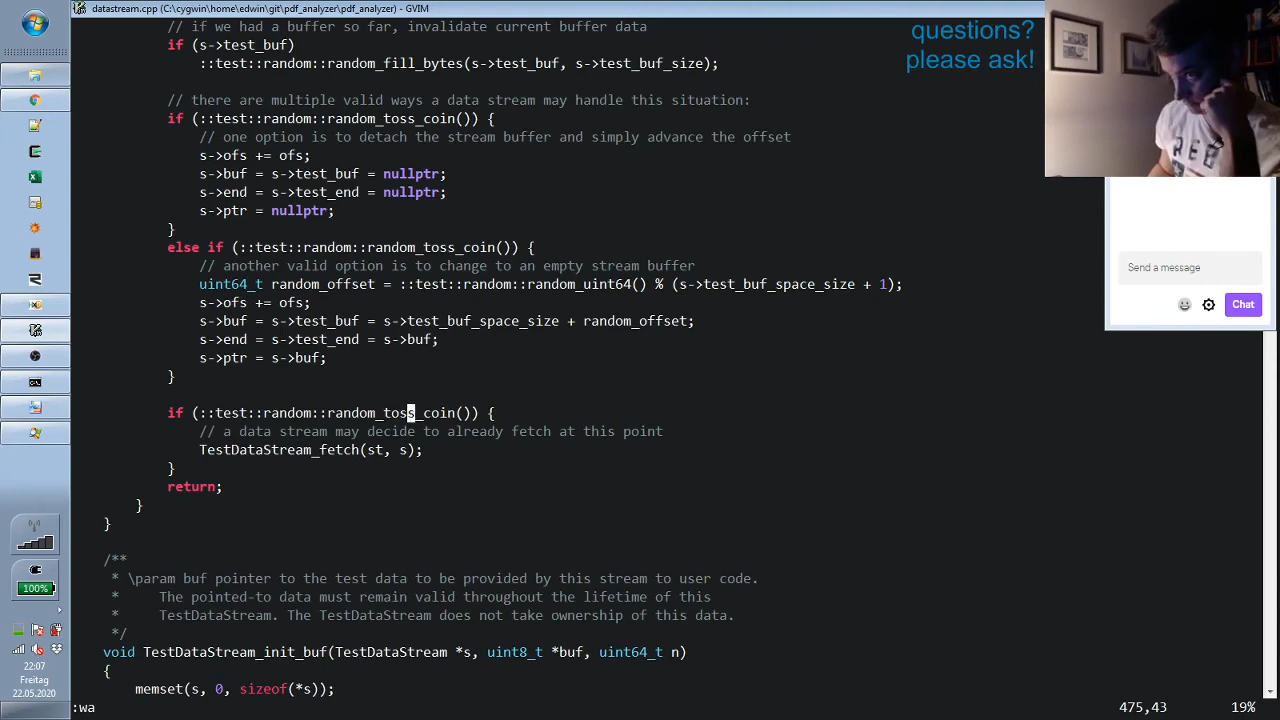 datastream.cpp (C:\cygwin\home\edwin\git\pdf_analyzer\pdf_analyzer) - GVIM
// if we had a buffer so far, invalidate current buffer data
if (s->test_buf)
::test::random::random_fill_bytes(s->test_buf, s->test_buf_size);
// there are multiple valid ways a data stream may handle this situation:
if (::test::random::random_toss_coin()) {
// one option is to detach the stream buffer and simply advance the offset
s->ofs += ofs;
s->buf = s->test_buf = nullptr;
s->end = s->test_end = nullptr;
s->ptr = nullptr;
}
else if (::test::random::random_toss_coin()) {
// another valid option is to change to an empty stream buffer
uint64_t random_offset = ::test::random::random_uint64() % (s->test_buf_space_size + 1);
s->ofs += ofs;
s->buf = s->test_buf = s->test_buf_space_size + random_offset;
s->end = s->test_end = s->buf;
s->ptr = s->buf;
}
if (::test::random::random_toss_coin()) {
// a data stream may decide to already fetch at this point
TestDataStream_fetch(st, s);
}
return;
}
}
/**
* \param buf pointer to the test data to be provided by this stream to user code.
* The pointed-to data must remain valid throughout the lifetime of this
* TestDataStream. The TestDataStream does not take ownership of this data.
*/
void TestDataStream_init_buf(TestDataStream *s, uint8_t *buf, uint64_t n)
{
memset(s, 0, sizeof(*s));
:wa
475,43
19%
questions?
please ask!
Send a message
Chat
100%
22:07
Freitag
22.05.2020